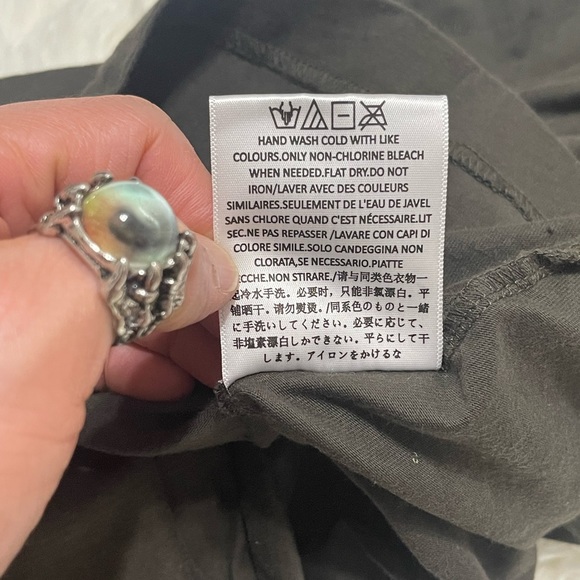 HAND WASH COLD WITH LIKE
COLOURS.ONLY NON-CHLORINE BLEACH
WHEN NEEDED.FLAT DRY.DO NOT
IRON/LAVER AVEC DES COULEURS
SIMILAIRES.SEULEMENT DE L'EAU DE JAVEL
SANS CHLORE QUAND C'EST NÉCESSAIRE.LIT
SEC.NE PAS REPASSER /LAVARE CON CAPI DI
COLORE SIMILE.SOLO CANDEGGINA NON
CLORATA,SE NECESSARIO.PIATTE
ECCHE.NON STIRARE./请与同类色衣物一
起冷水手洗。必要时，只能非氯漂白。平
铺晒干。请勿熨烫。/同系色のものと一緒
に手洗いしてください。必要に応じて、
非塩素漂白しかできない。平らにして干
します。アイロンをかけるな